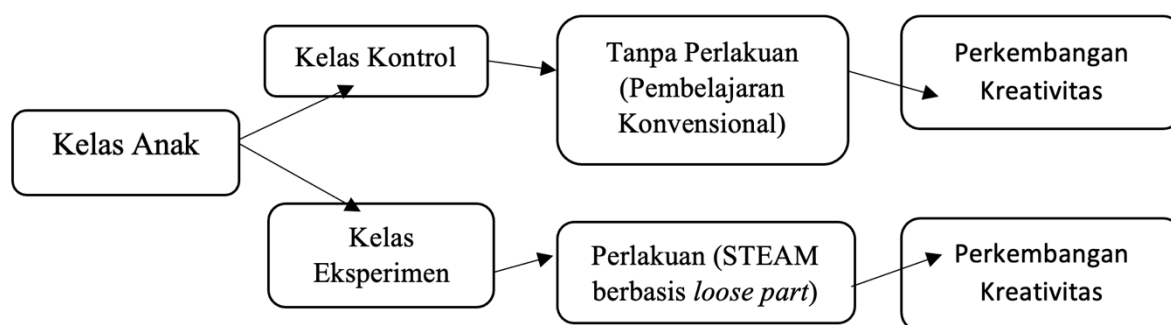 Kelas Anak
Kelas Kontrol
Tanpa Perlakuan
(Pembelajaran
Konvensional)
Perkembangan
Kreativitas
Kelas
Eksperimen
Perlakuan (STEAM
berbasis loose part)
Perkembangan
Kreativitas